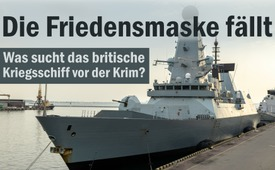 Die Friedensmaske fällt
Was sucht das britische
Kriegsschiff vor der Krim?